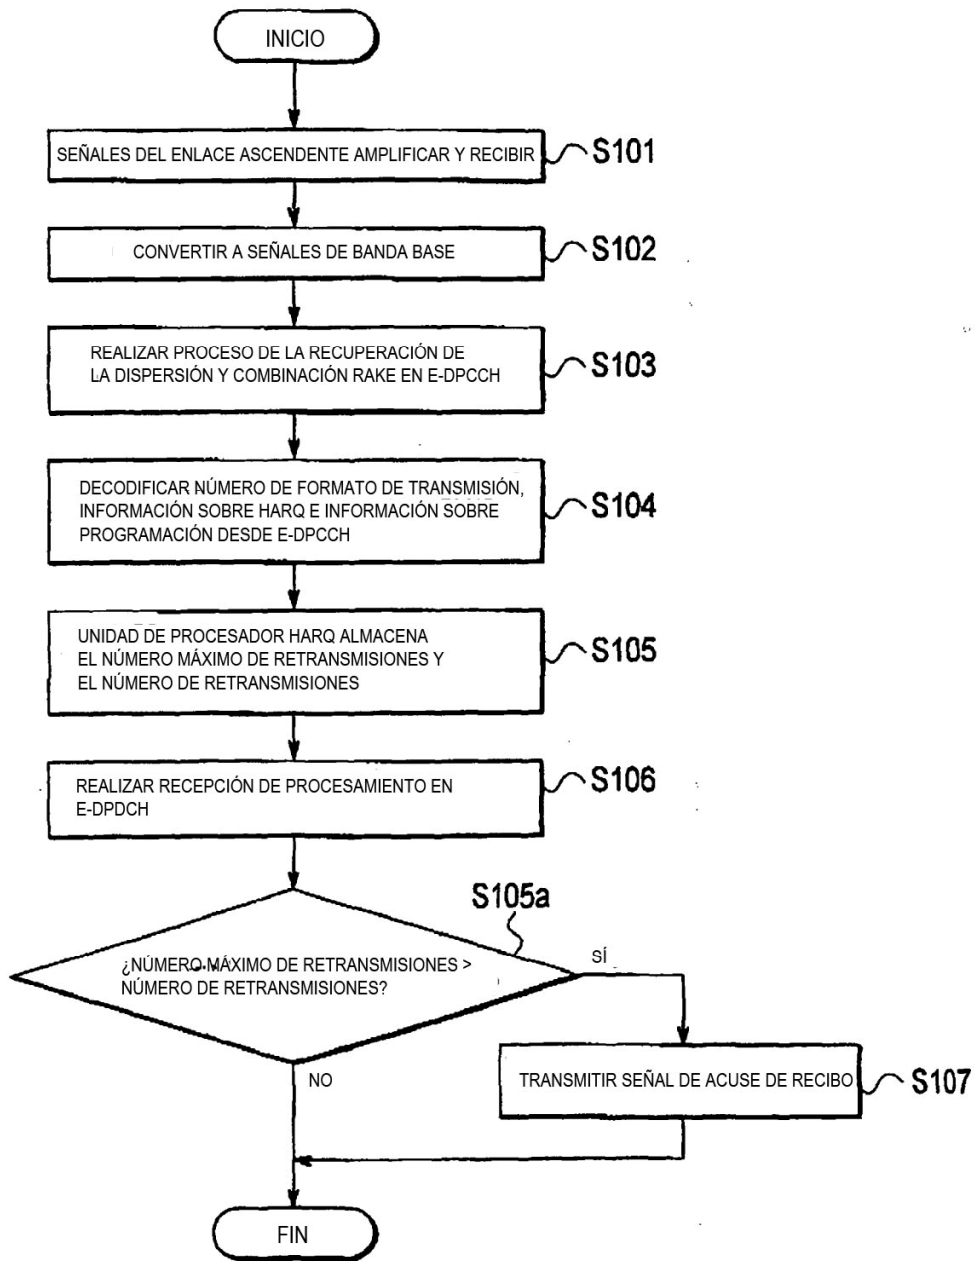 INICIO
SEÑALES DEL ENLACE ASCENDENTE AMPLIFICAR Y RECIBIR
S101
CONVERTIR A SEÑALES DE BANDA BASE
S102
REALIZAR PROCESO DE LA RECUPERACIÓN DE
LA DISPERSIÓN Y COMBINACIÓN RAKE EN E-DPCCH
S103
DECODIFICAR NÚMERO DE FORMATO DE TRANSMISIÓN,
INFORMACIÓN SOBRE HARQ E INFORMACIÓN SOBRE
PROGRAMACIÓN DESDE E-DPCCH
S104
UNIDAD DE PROCESADOR HARQ ALMACENA
EL NÚMERO MÁXIMO DE RETRANSMISIONES Y
EL NÚMERO DE RETRANSMISIONES
S105
REALIZAR RECEPCIÓN DE PROCESAMIENTO EN
E-DPDCH
S106
S105a
¿NÚMERO MÁXIMO DE RETRANSMISIONES >
NÚMERO DE RETRANSMISIONES?
SÍ
NO
TRANSMITIR SEÑAL DE ACUSE DE RECIBO
S107
FIN